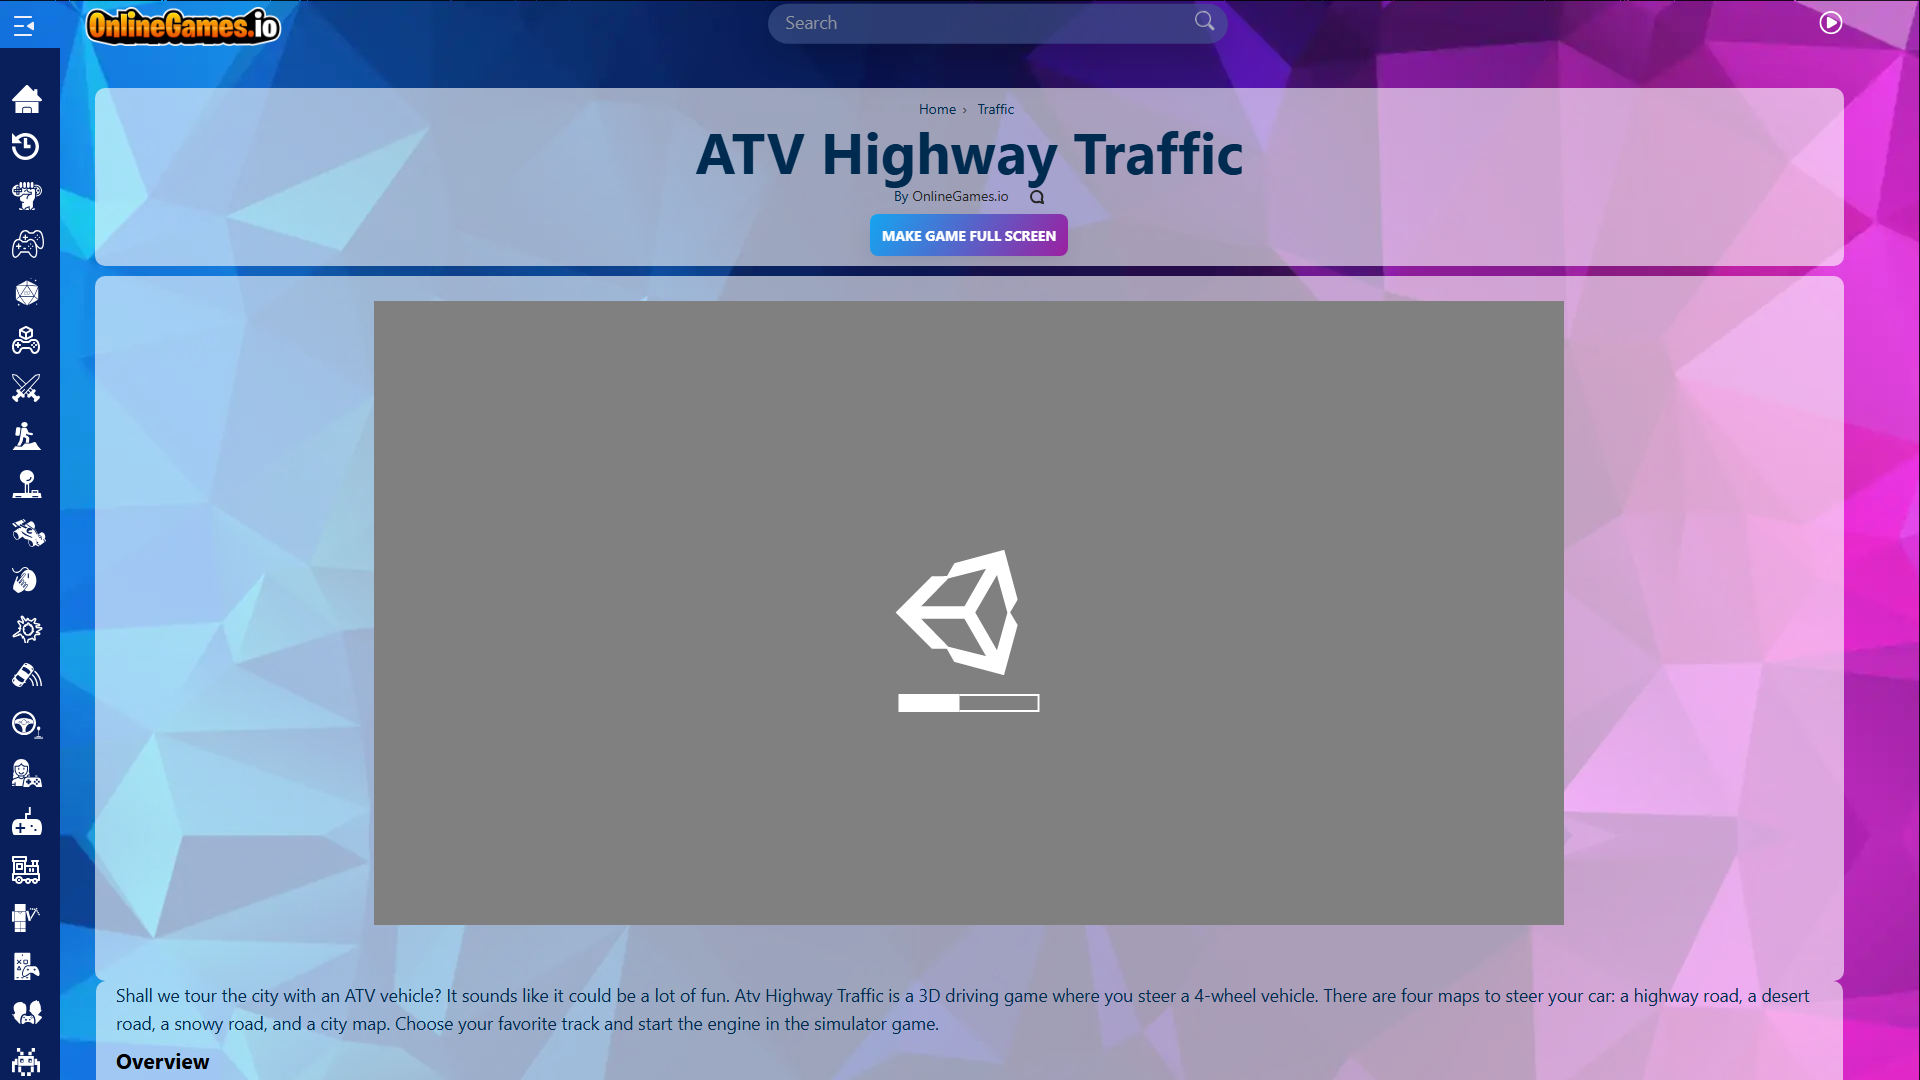 OnlineGames.io
Search
Home › Traffic
ATV Highway Traffic
By OnlineGames.io
MAKE GAME FULL SCREEN
Shall we tour the city with an ATV vehicle? It sounds like it could be a lot of fun. Atv Highway Traffic is a 3D driving game where you steer a 4-wheel vehicle. There are four maps to steer your car: a highway road, a desert
road, a snowy road, and a city map. Choose your favorite track and start the engine in the simulator game.
Overview